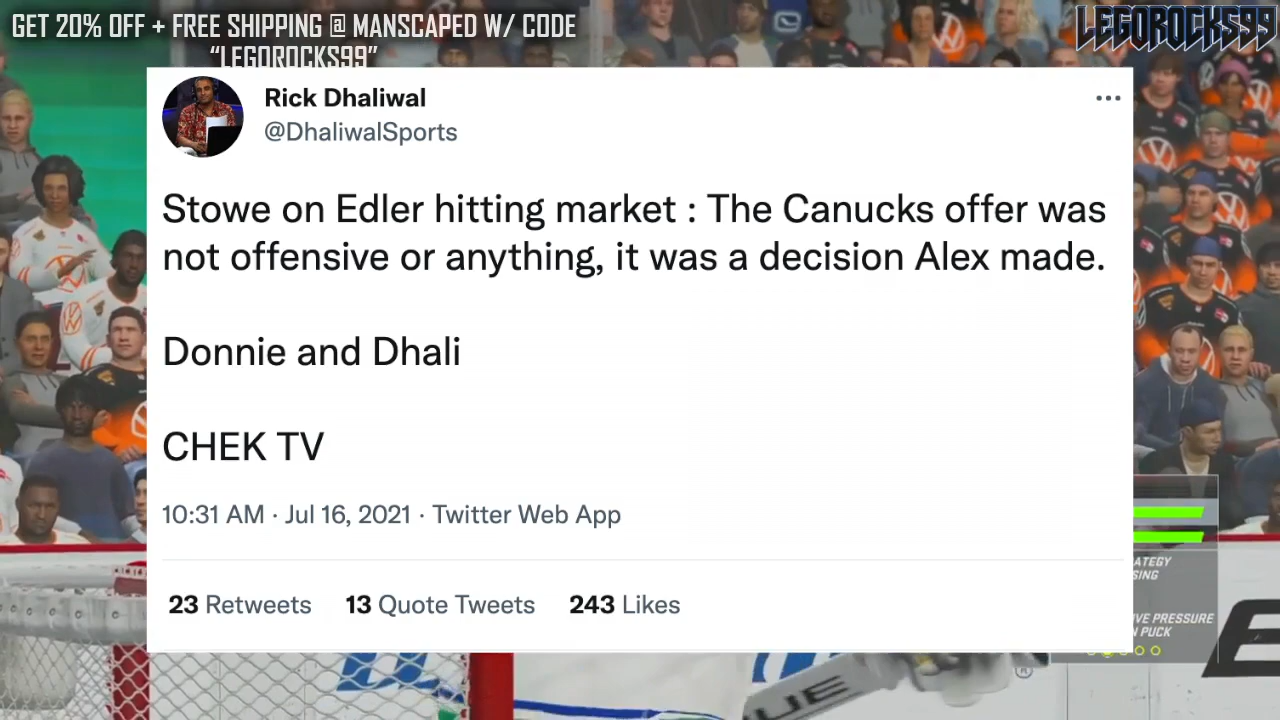 GET 20% OFF + FREE SHIPPING @ MANSCAPED W/ CODE
"LEGOROCKS99"
LEGOROCKS99
Rick Dhaliwal
@DhaliwalSports
Stowe on Edler hitting market : The Canucks offer was
not offensive or anything, it was a decision Alex made.
Donnie and Dhali
CHEK TV
10:31 AM · Jul 16, 2021 · Twitter Web App
23 Retweets 13 Quote Tweets 243 Likes
PRESSURE
PUCK